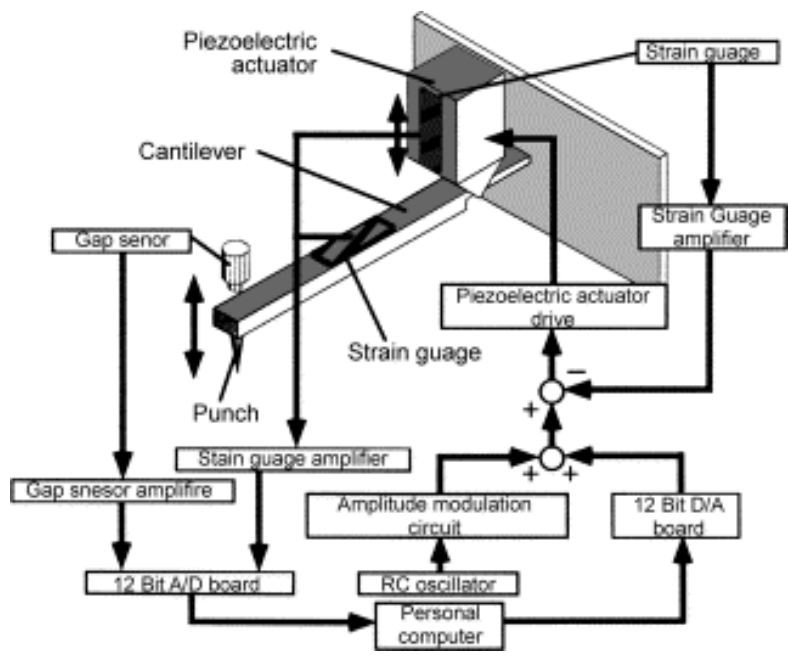 Piezoelectric
actuator
Strain guage
Cantilever
Gap senor
Strain Guage
amplifier
Piezoelectric actuator
drive
Strain guage
Punch
−
+
Stain guage amplifier
+ +
Gap snesor amplifire
Amplitude modulation
circuit
12 Bit D/A
board
12 Bit A/D board
RC oscillator
Personal
computer